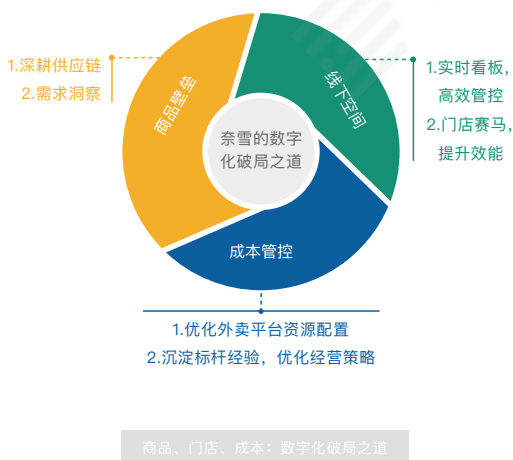 1.深耕供应链
2.需求洞察
商品壁垒
线下空间
1.实时看板，
高效管控
2.门店赛马，
提升效能
奈雪的数字
化破局之道
成本管控
1.优化外卖平台资源配置
2.沉淀标杆经验，优化经营策略
商品、门店、成本：数字化破局之道